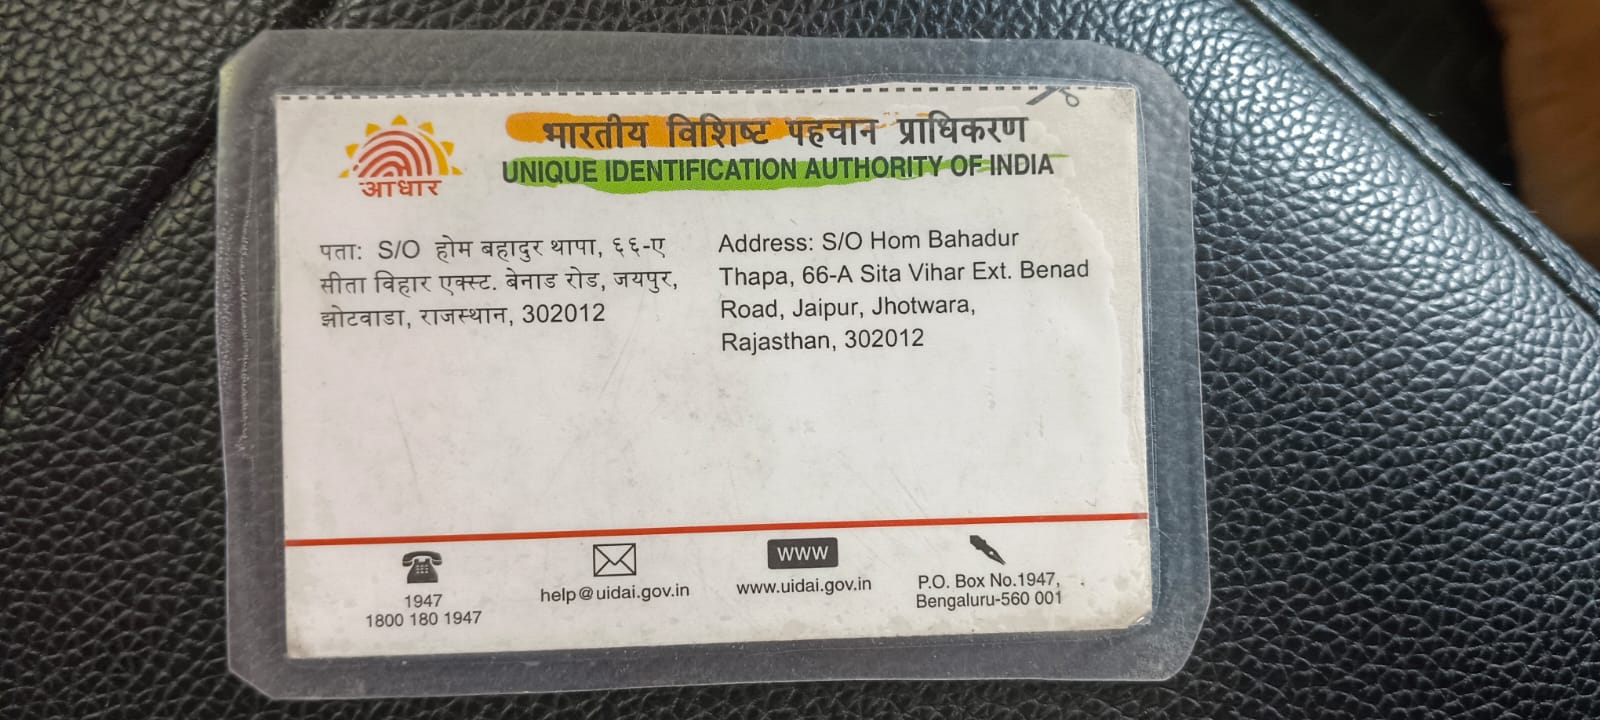 आधार
भारतीय विशिष्ट पहचान प्राधिकरण
UNIQUE IDENTIFICATION AUTHORITY OF INDIA
पता: S/O होम बहादुर थापा, ६६-ए
सीता विहार एक्स्ट. बेनाड रोड, जयपुर,
झोटवाडा, राजस्थान, 302012
Address: S/O Hom Bahadur
Thapa, 66-A Sita Vihar Ext. Benad
Road, Jaipur, Jhotwara,
Rajasthan, 302012
1947
1800 180 1947
help@uidai.gov.in
WWW
www.uidai.gov.in
P.O. Box No.1947,
Bengaluru-560 001